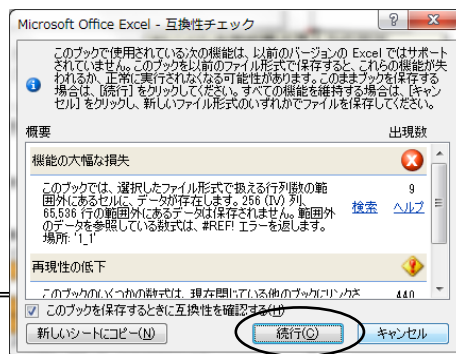 Microsoft Office Excel - 互換性チェック
このブックで使用されている次の機能は、以前のバージョンの Excel ではサポート
されていません。このブックを以前のファイル形式で保存すると、これらの機能が失
われるか、正常に実行されなくなる可能性があります。このままブックを保存する
場合は、[続行] をクリックしてください。すべての機能を維持する場合は、[キャン
セル] をクリックし、新しいファイル形式のいずれかでファイルを保存してください。
概要 出現数
機能の大幅な損失
このブックでは、選択したファイル形式で扱える行列数の範 9
囲外にあるセルに、データが存在します。256 (IV) 列、
65,536 行の範囲外にあるデータは保存されません。範囲外 検索 ヘルプ
のデータを参照している数式は、#REF! エラーを返します。
場所: '1_1'
再現性の低下
このブックのいくつかの数式は、現在閉じている他のブックにリンクさ 440
このブックを保存するときに互換性を確認する(H)
新しいシートにコピー(N) 続行(C) キャンセル